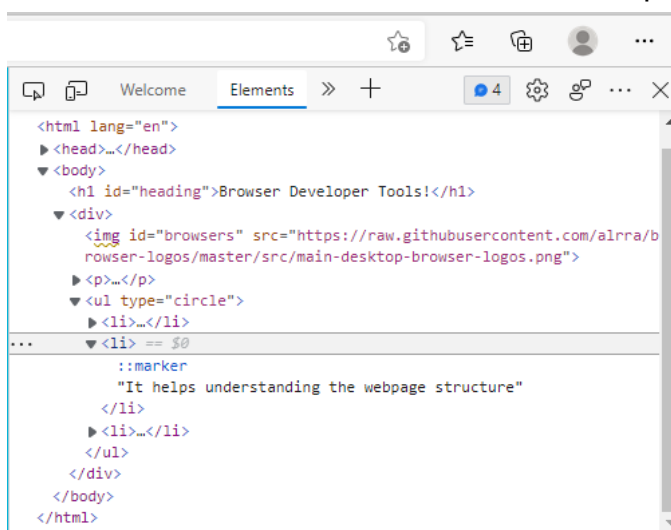 Welcome Elements 4
<html lang="en">
<head>…</head>
<body>
<h1 id="heading">Browser Developer Tools!</h1>
<div>
<img id="browsers" src="https://raw.githubusercontent.com/alrra/b
rowser-logos/master/src/main-desktop-browser-logos.png">
<p>…</p>
<ul type="circle">
<li>…</li>
... <li> == $0
::marker
"It helps understanding the webpage structure"
</li>
<li>…</li>
</ul>
</div>
</body>
</html>